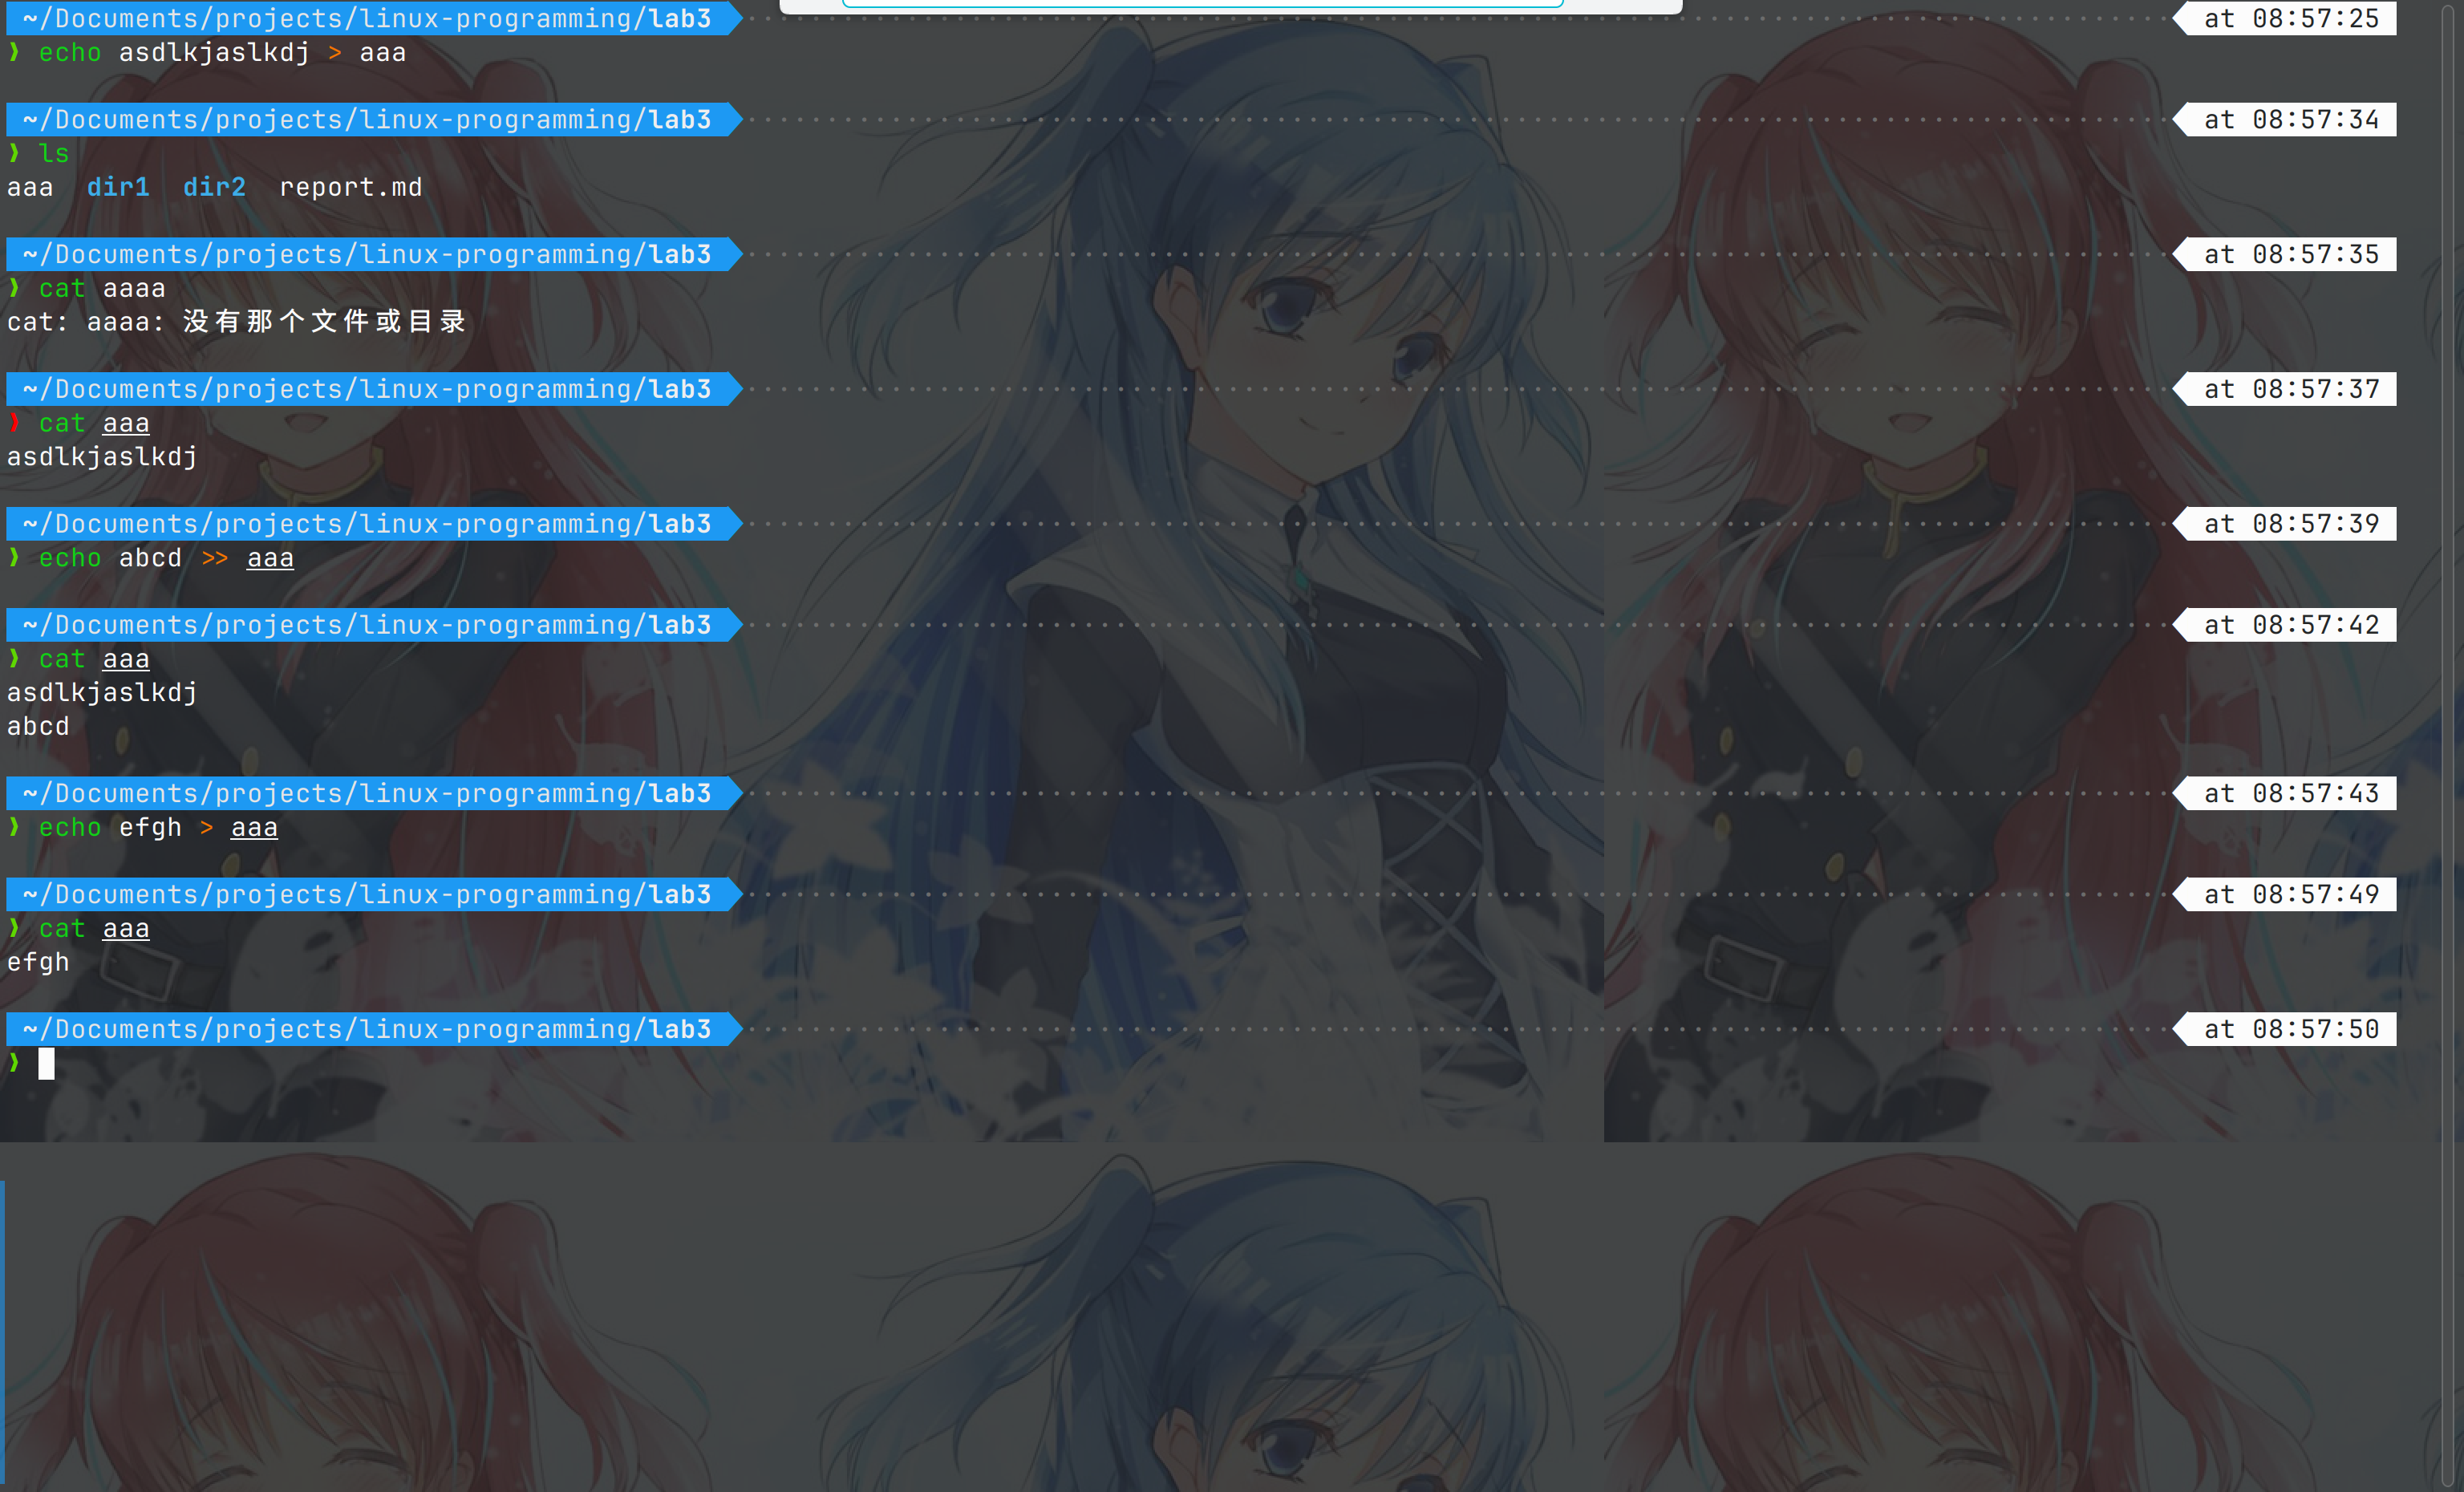 ~/Documents/projects/linux-programming/lab3 at 08:57:25
❯ echo asdlkjaslkdj > aaa
~/Documents/projects/linux-programming/lab3 at 08:57:34
❯ ls
aaa dir1 dir2 report.md
~/Documents/projects/linux-programming/lab3 at 08:57:35
❯ cat aaaa
cat: aaaa: 没有那个文件或目录
~/Documents/projects/linux-programming/lab3 at 08:57:37
❯ cat aaa
asdlkjaslkdj
~/Documents/projects/linux-programming/lab3 at 08:57:39
❯ echo abcd >> aaa
~/Documents/projects/linux-programming/lab3 at 08:57:42
❯ cat aaa
asdlkjaslkdj
abcd
~/Documents/projects/linux-programming/lab3 at 08:57:43
❯ echo efgh > aaa
~/Documents/projects/linux-programming/lab3 at 08:57:49
❯ cat aaa
efgh
~/Documents/projects/linux-programming/lab3 at 08:57:50
❯